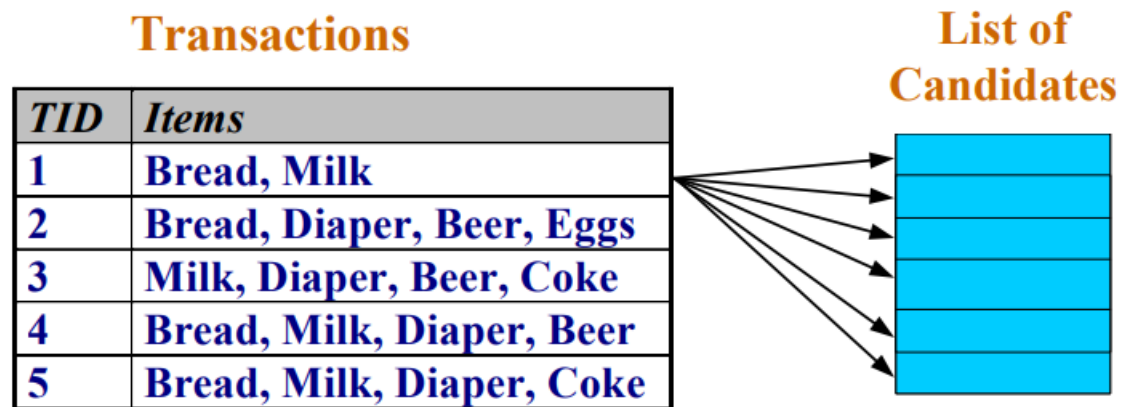 Transactions
List of
Candidates
TID Items
1 Bread, Milk
2 Bread, Diaper, Beer, Eggs
3 Milk, Diaper, Beer, Coke
4 Bread, Milk, Diaper, Beer
5 Bread, Milk, Diaper, Coke